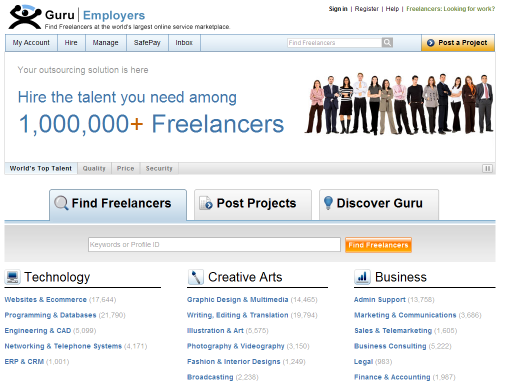 Guru Employers
Find Freelancers at the world's largest online service marketplace.
Sign in | Register | Help | Freelancers: Looking for work?
My Account Hire Manage SafePay Inbox Find Freelancers Post a Project
Your outsourcing solution is here
Hire the talent you need among
1,000,000+ Freelancers
World's Top Talent Quality Price Security
Find Freelancers Post Projects Discover Guru
Keywords or Profile ID Find Freelancers
Technology
Websites & Ecommerce (17,644)
Programming & Databases (21,790)
Engineering & CAD (5,099)
Networking & Telephone Systems (4,171)
ERP & CRM (1,001)
Creative Arts
Graphic Design & Multimedia (14,465)
Writing, Editing & Translation (19,794)
Illustration & Art (5,575)
Photography & Videography (3,150)
Fashion & Interior Designs (1,249)
Broadcasting (2,238)
Business
Admin Support (13,758)
Marketing & Communications (3,686)
Sales & Telemarketing (1,605)
Business Consulting (5,222)
Legal (983)
Finance & Accounting (1,987)